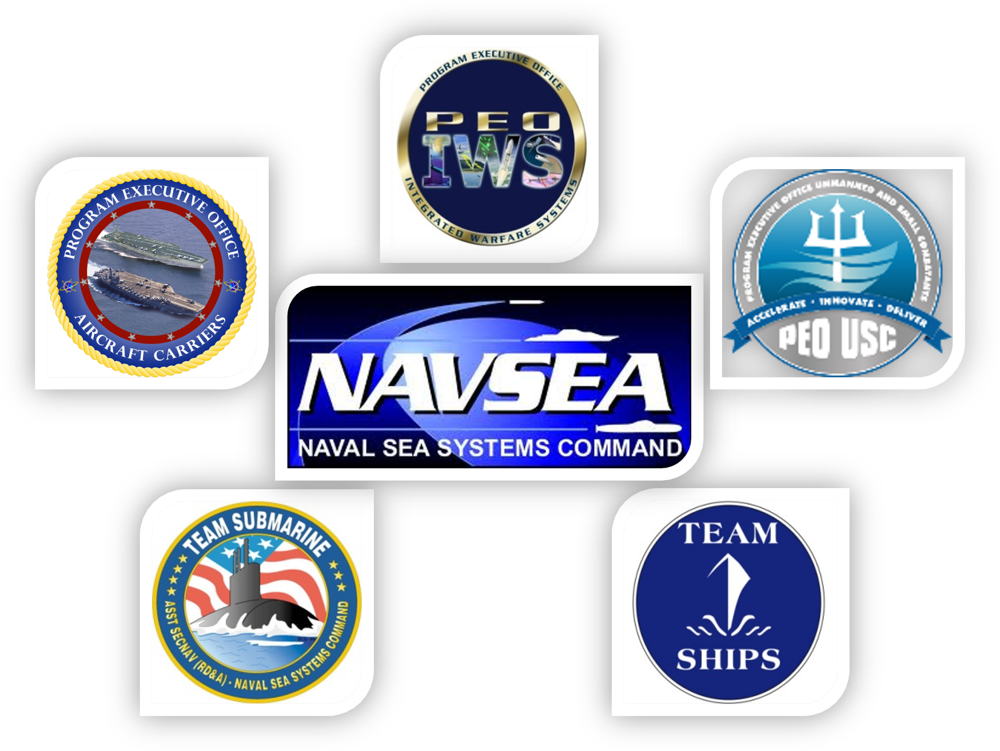 PROGRAM EXECUTIVE OFFICE
PEO
IWS
INTEGRATED WARFARE SYSTEMS
PROGRAM EXECUTIVE OFFICE
AIRCRAFT CARRIERS
PROGRAM EXECUTIVE OFFICE UNMANNED AND SMALL COMBATANTS
ACCELERATE · INNOVATE · DELIVER
PEO USC
NAVSEA
NAVAL SEA SYSTEMS COMMAND
TEAM SUBMARINE
ASST SECNAV (RD&A) - NAVAL SEA SYSTEMS COMMAND
TEAM
SHIPS